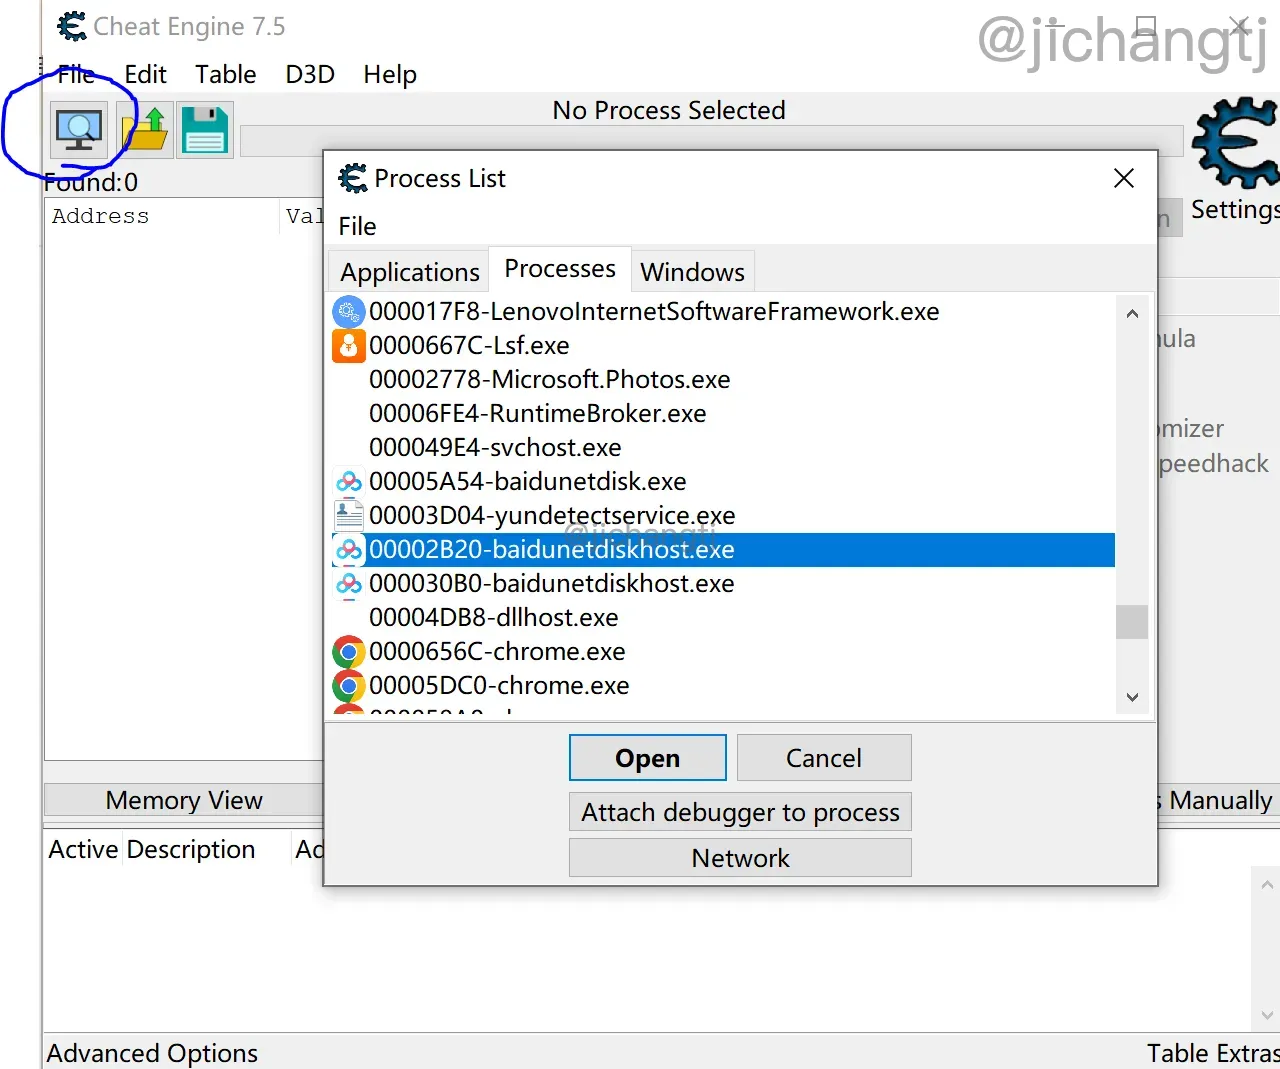 Cheat Engine 7.5
@jichangtj
File Edit Table D3D Help
No Process Selected
Found:0
Settings
Address Val
Process List
File
Applications Processes Windows
000017F8-LenovoInternetSoftwareFramework.exe
0000667C-Lsf.exe
00002778-Microsoft.Photos.exe
00006FE4-RuntimeBroker.exe
000049E4-svchost.exe
00005A54-baidunetdisk.exe
00003D04-yundetectservice.exe
@jichangtj
00002B20-baidunetdiskhost.exe
000030B0-baidunetdiskhost.exe
00004DB8-dllhost.exe
0000656C-chrome.exe
00005DC0-chrome.exe
Open Cancel
Attach debugger to process
Network
nula
omizer
peedhack
Memory View
s Manually
Active Description Ad
Advanced Options
Table Extras